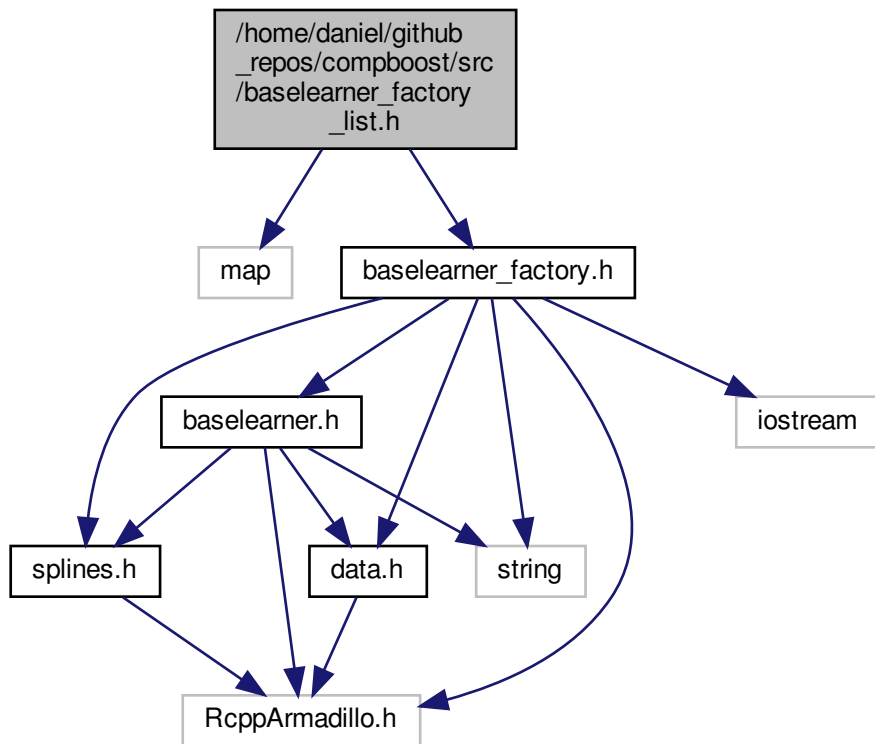 /home/daniel/github
_repos/compboost/src
/baselearner_factory
_list.h
map
baselearner_factory.h
baselearner.h
iostream
splines.h
data.h
string
RcppArmadillo.h